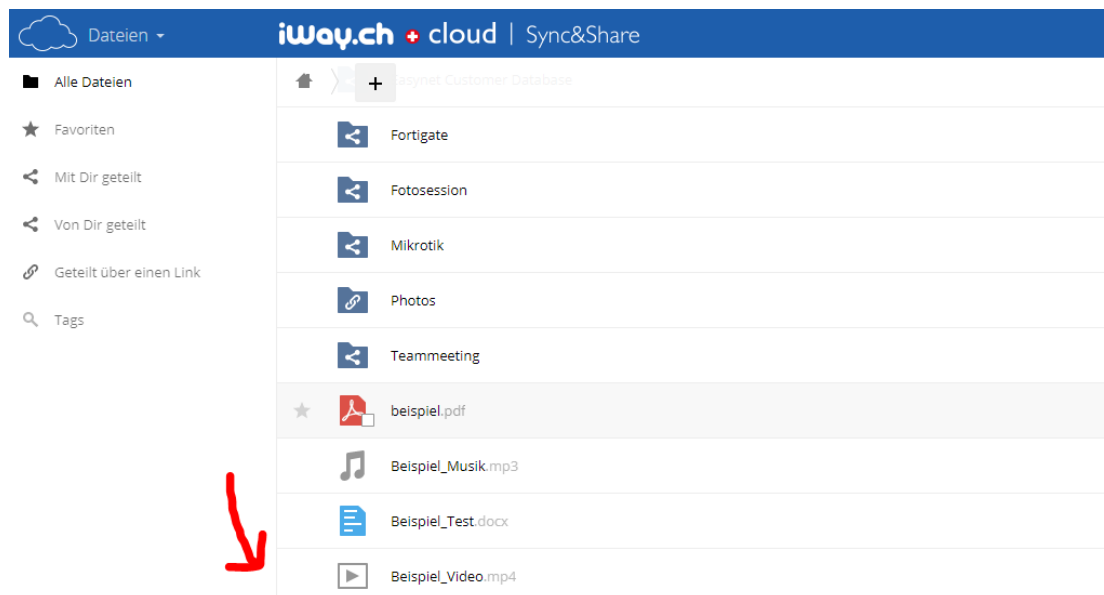 Dateien
iway.ch cloud | Sync&Share
Alle Dateien
Favoriten
Mit Dir geteilt
Von Dir geteilt
Geteilt über einen Link
Tags
+
Easynet Customer Database
Fortigate
Fotosession
Mikrotik
Photos
Teammeeting
beispiel.pdf
Beispiel_Musik.mp3
Beispiel_Test.docx
Beispiel_Video.mp4